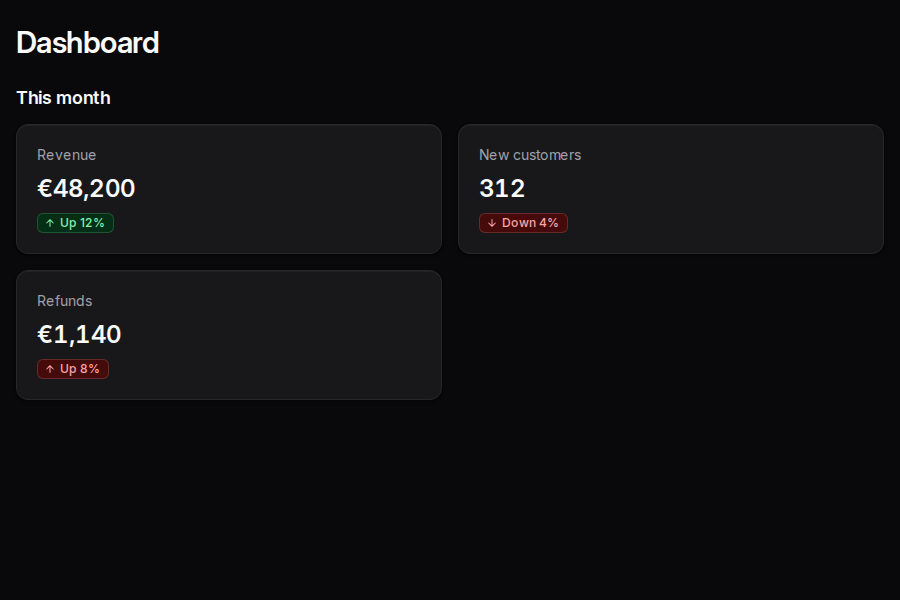 Dashboard
This month
Revenue
€48,200
↑ Up 12%
New customers
312
↓ Down 4%
Refunds
€1,140
↑ Up 8%